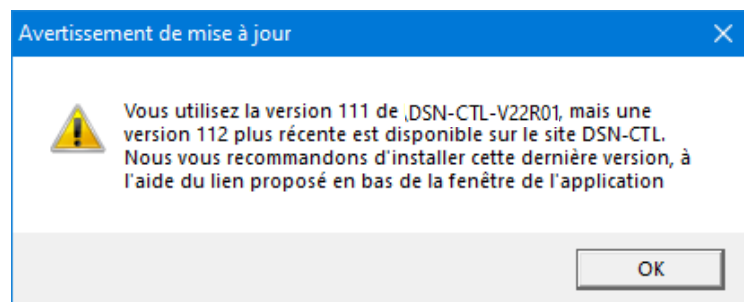 Avertissement de mise à jour
Vous utilisez la version 111 de DSN-CTL-V22R01, mais une
version 112 plus récente est disponible sur le site DSN-CTL.
Nous vous recommandons d'installer cette dernière version, à
l'aide du lien proposé en bas de la fenêtre de l'application
OK